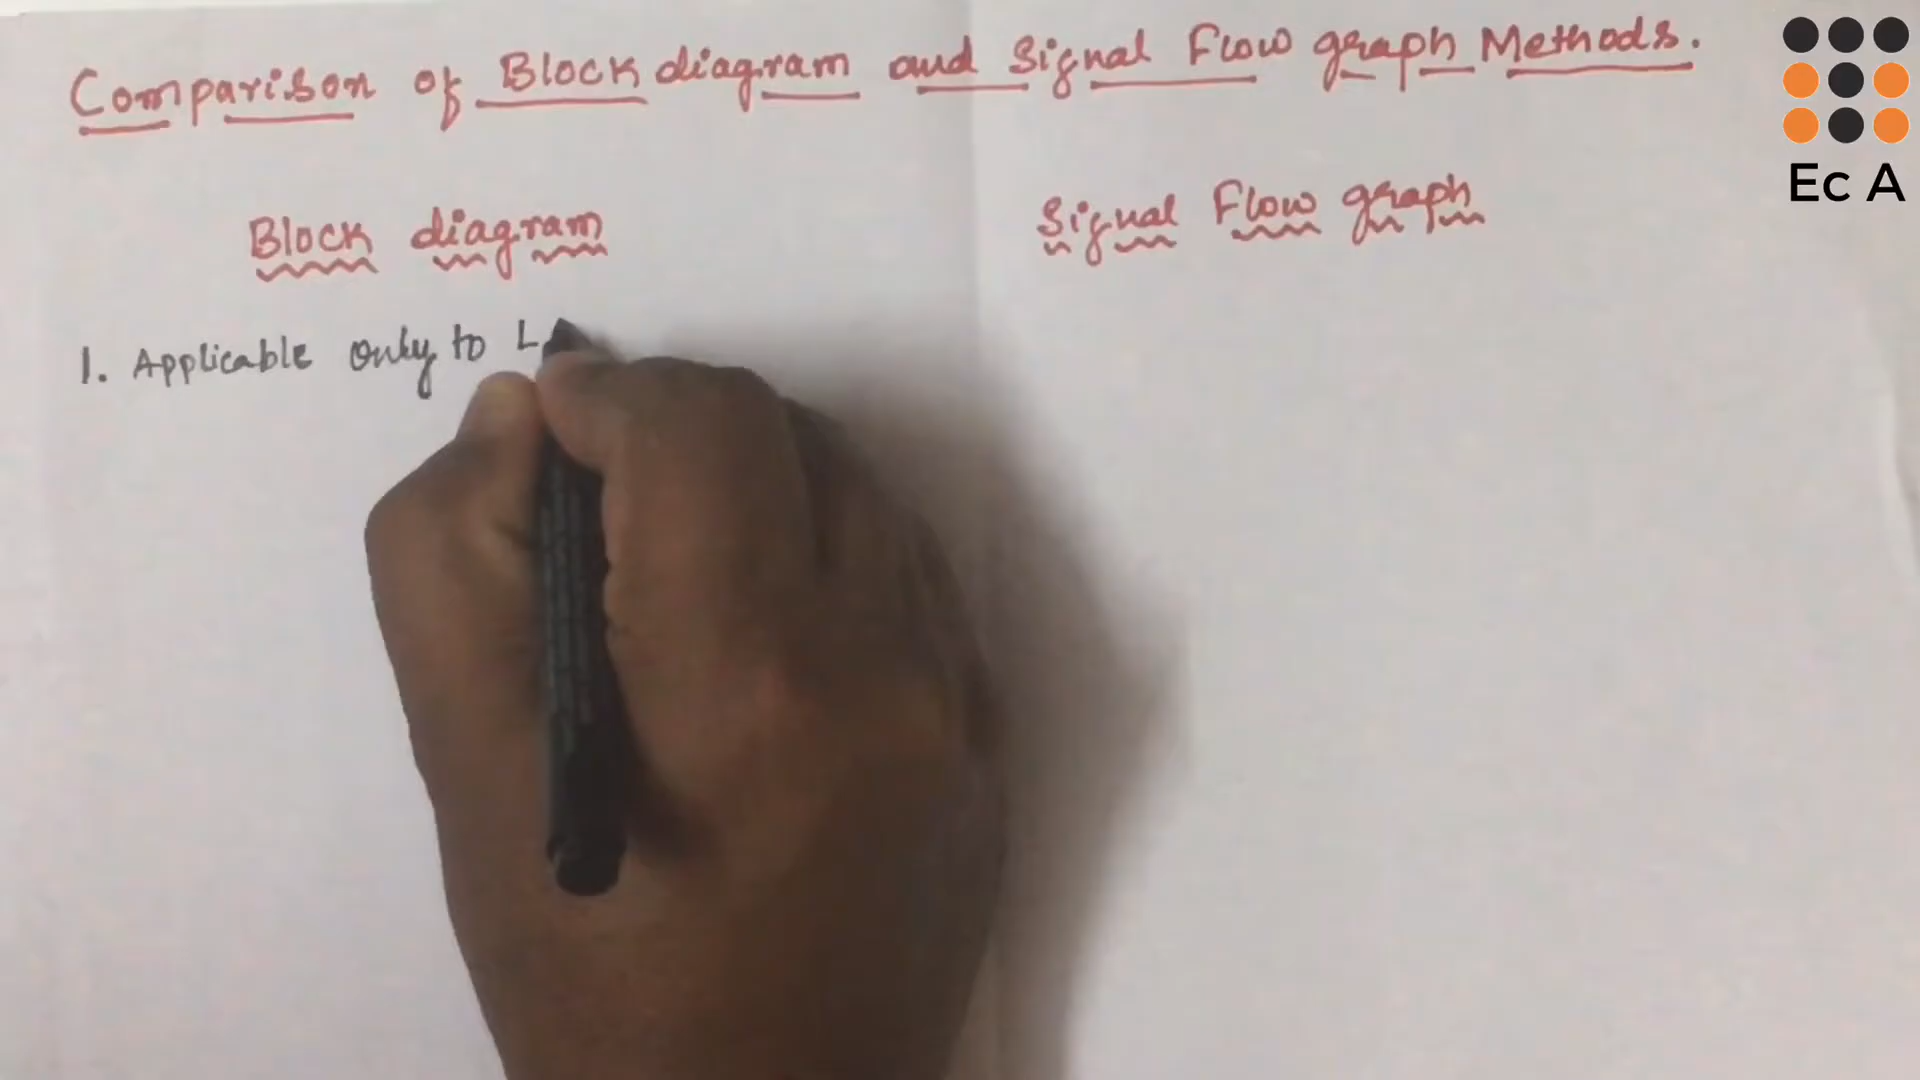 Comparison of Block diagram and Signal Flow graph Methods.
Ec A
Block diagram
Signal Flow graph
1. Applicable only to L